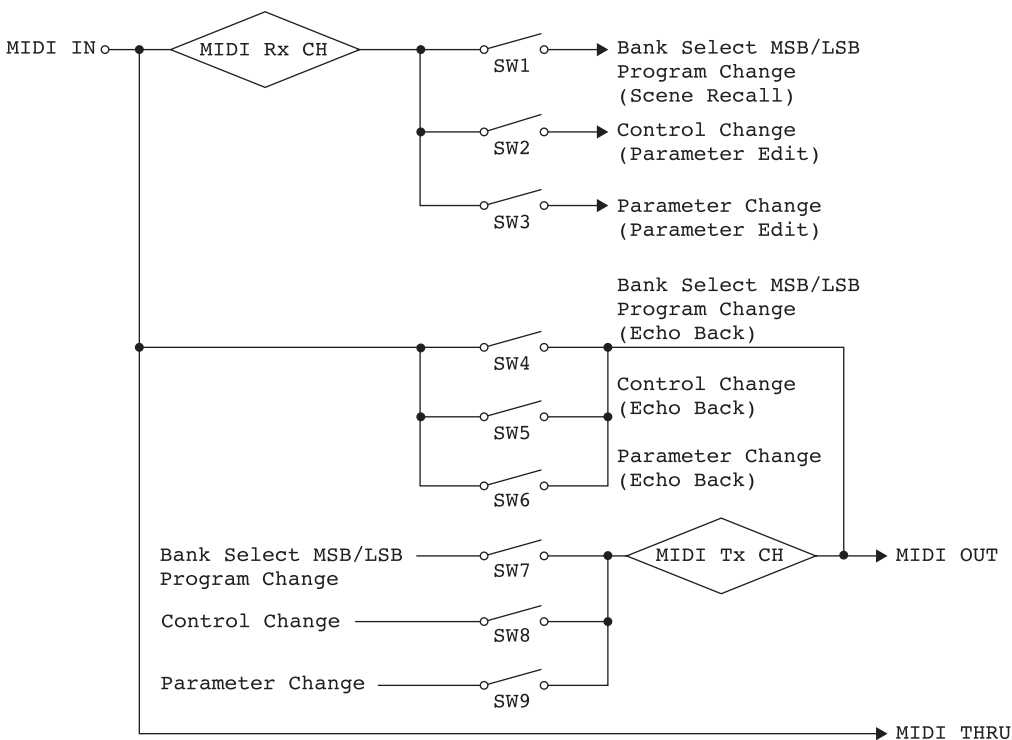 MIDI IN
MIDI Rx CH
SW1
Bank Select MSB/LSB
Program Change
(Scene Recall)
SW2
Control Change
(Parameter Edit)
SW3
Parameter Change
(Parameter Edit)
Bank Select MSB/LSB
Program Change
(Echo Back)
SW4
Control Change
(Echo Back)
SW5
Parameter Change
(Echo Back)
SW6
Bank Select MSB/LSB
Program Change
SW7
MIDI Tx CH
MIDI OUT
Control Change
SW8
Parameter Change
SW9
MIDI THRU